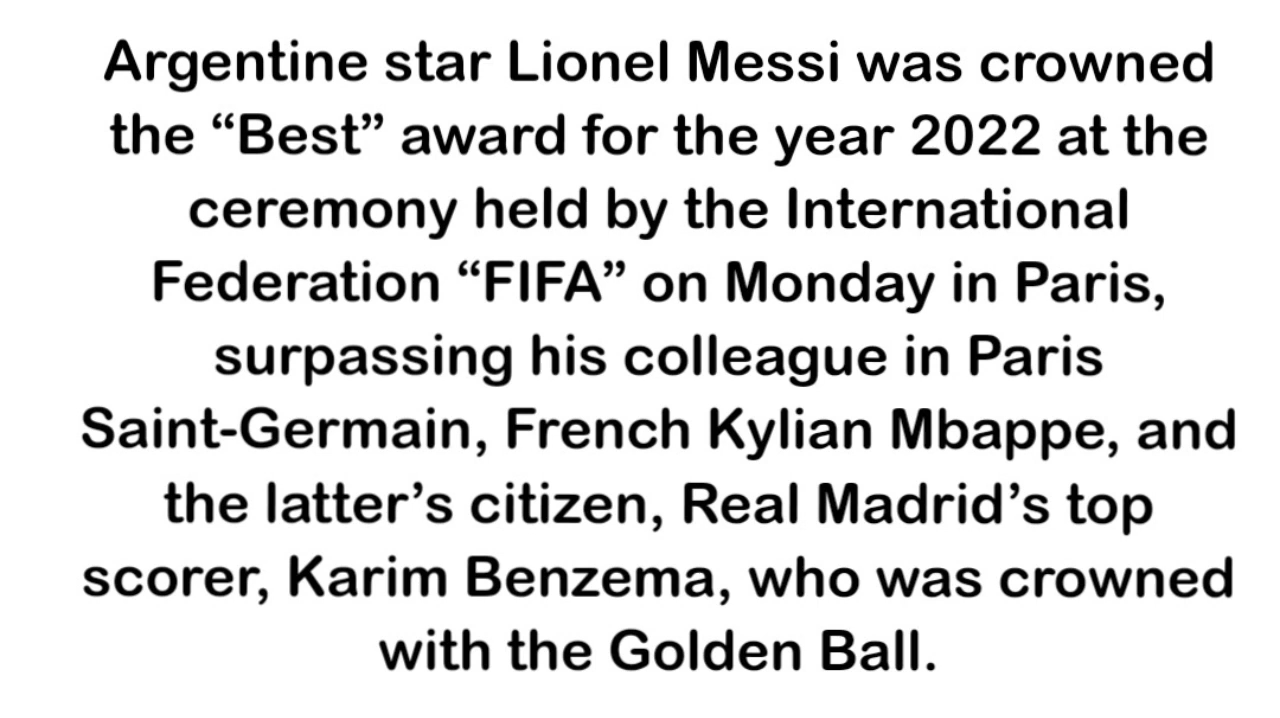 Argentine star Lionel Messi was crowned
the “Best” award for the year 2022 at the
ceremony held by the International
Federation “FIFA” on Monday in Paris,
surpassing his colleague in Paris
Saint-Germain, French Kylian Mbappe, and
the latter’s citizen, Real Madrid’s top
scorer, Karim Benzema, who was crowned
with the Golden Ball.